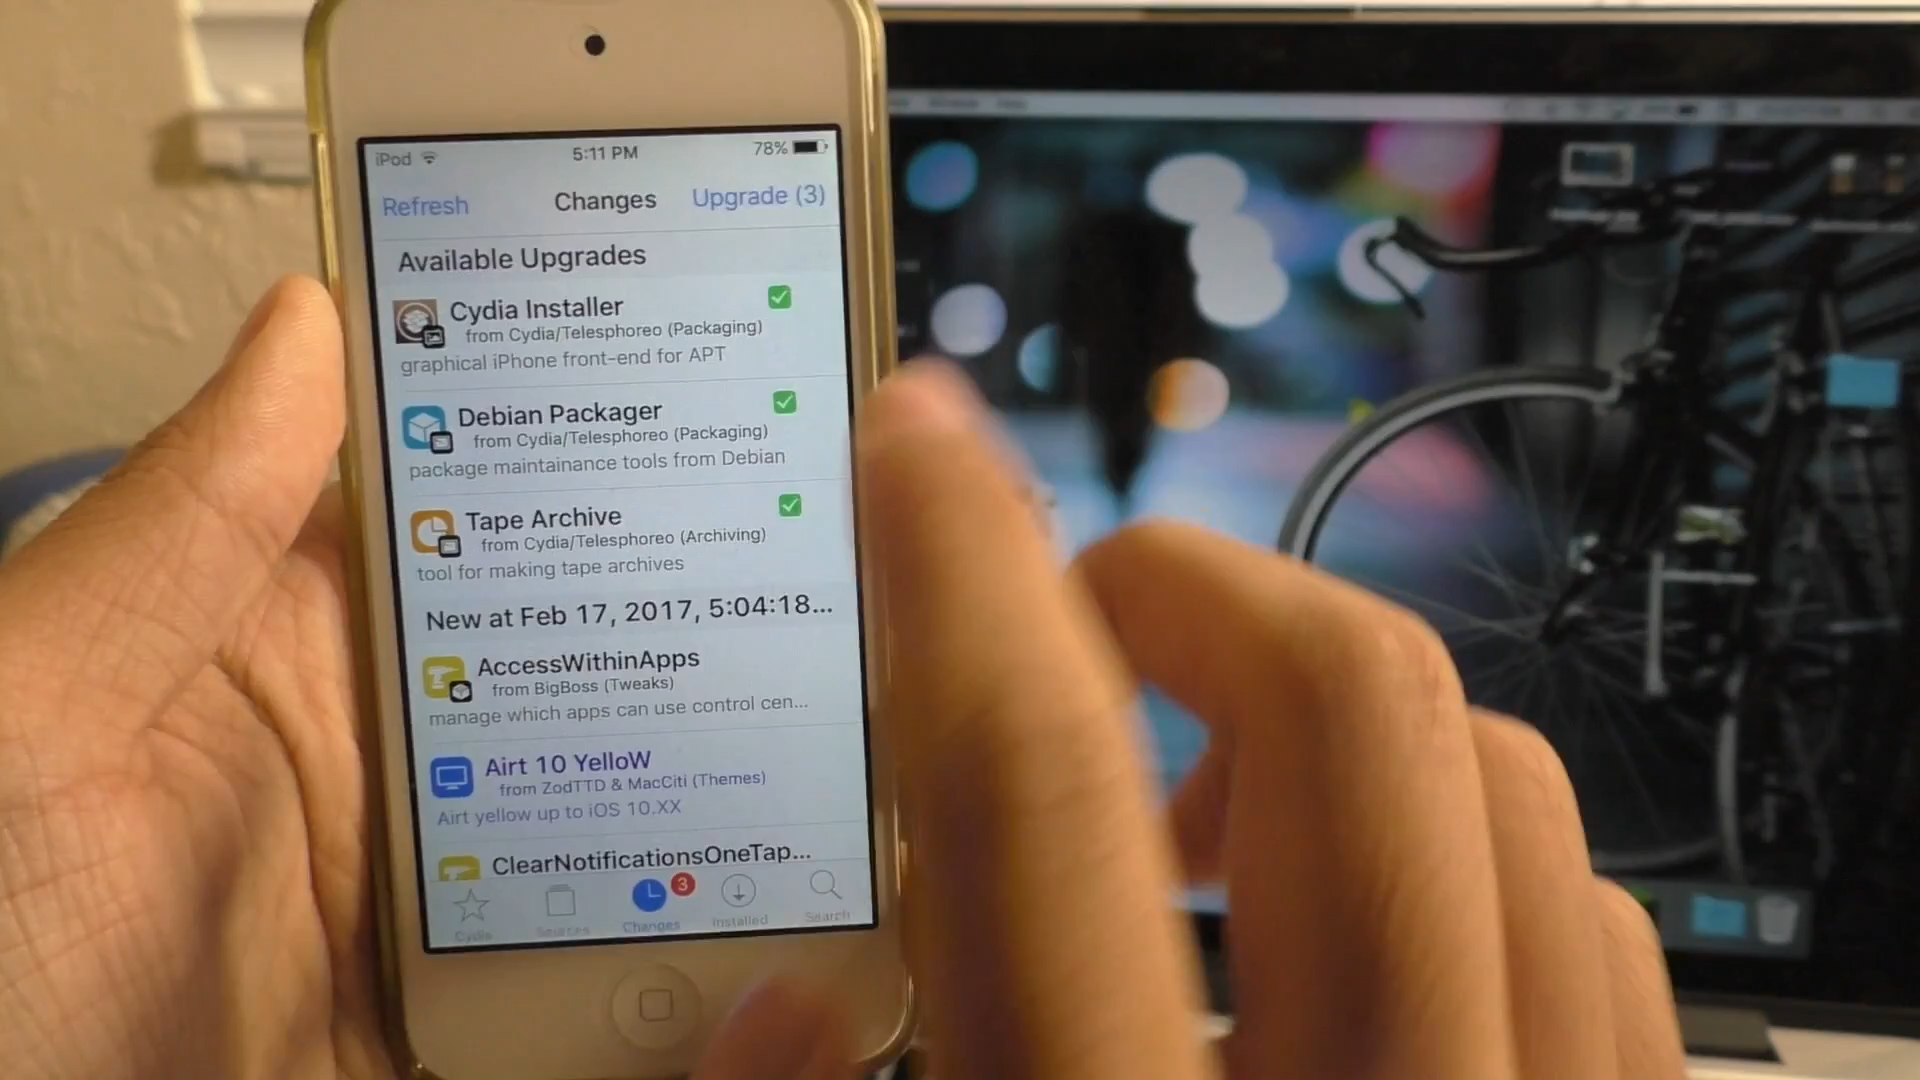 iPod 5:11 PM 78%
Refresh Changes Upgrade (3)
Available Upgrades
Cydia Installer
from Cydia/Telesphoreo (Packaging)
graphical iPhone front-end for APT
Debian Packager
from Cydia/Telesphoreo (Packaging)
package maintainance tools from Debian
Tape Archive
from Cydia/Telesphoreo (Archiving)
tool for making tape archives
New at Feb 17, 2017, 5:04:18...
AccessWithinApps
from BigBoss (Tweaks)
manage which apps can use control cen...
Airt 10 YelloW
from ZodTTD & MacCiti (Themes)
Airt yellow up to iOS 10.XX
ClearNotificationsOneTap...
3
Cydia Sources Changes Installed Search